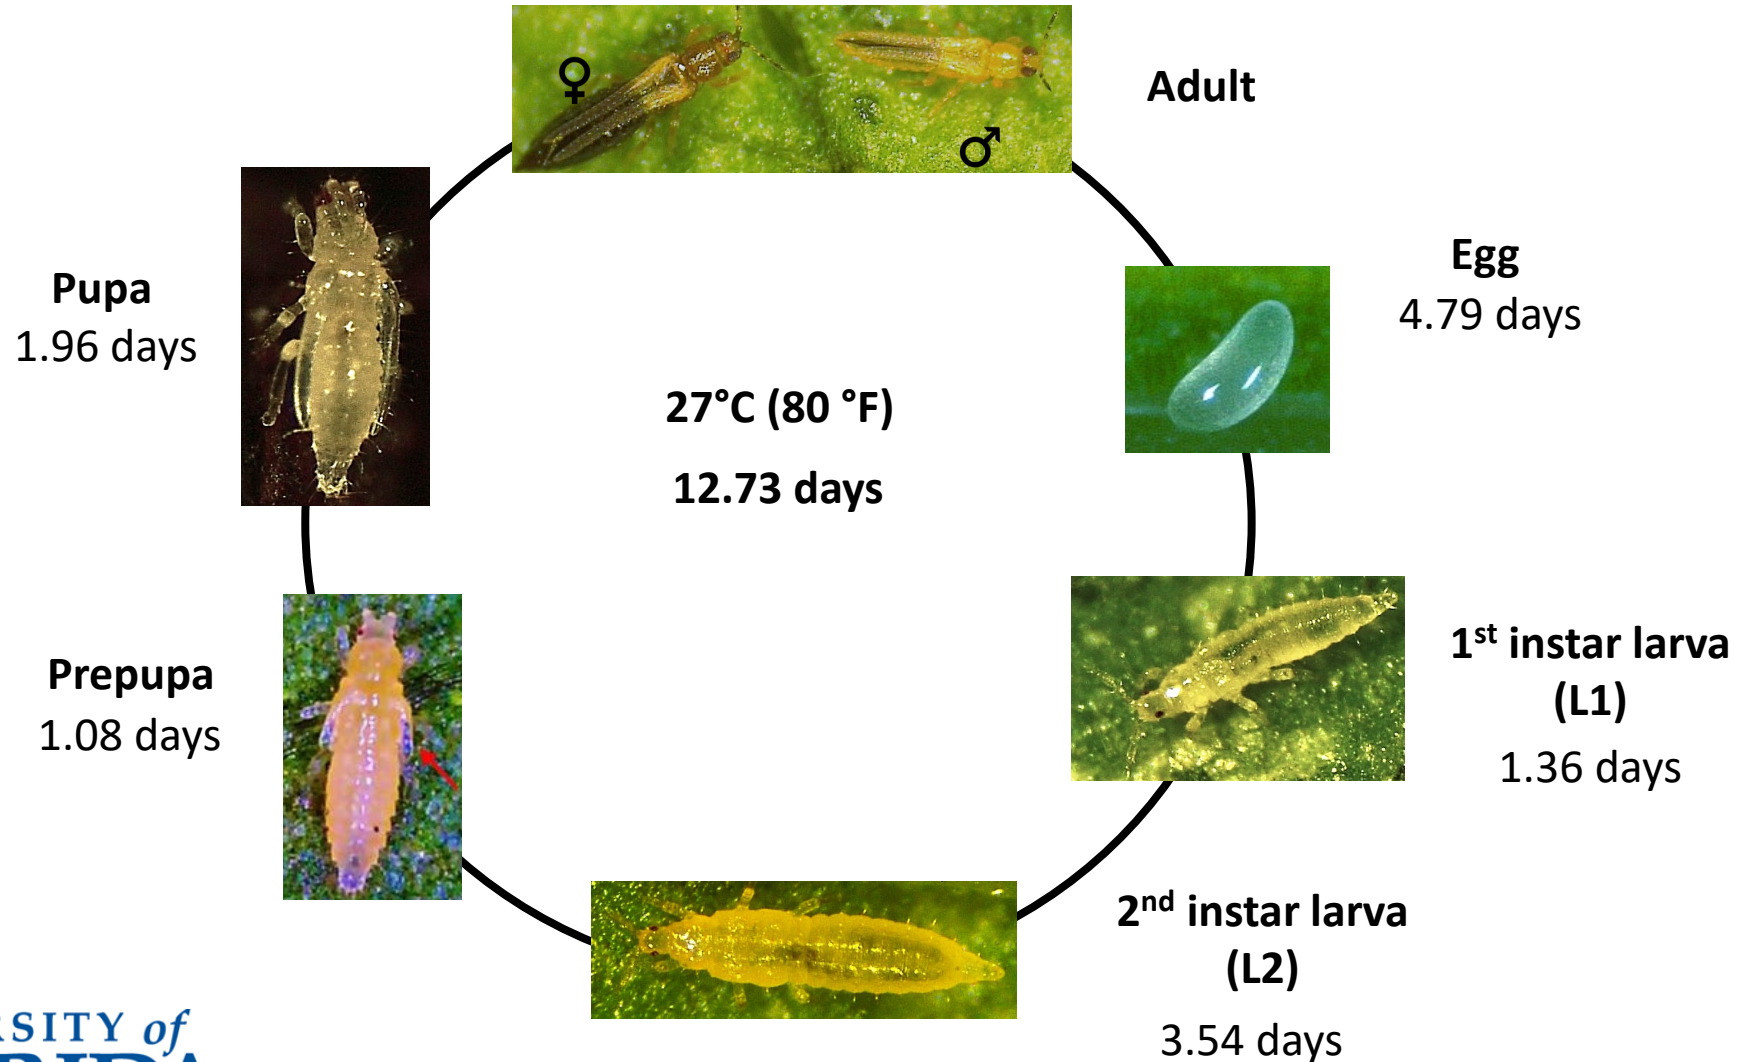 ♀
♂
Adult
Egg
4.79 days
1st instar larva
(L1)
1.36 days
2nd instar larva
(L2)
3.54 days
Prepupa
1.08 days
Pupa
1.96 days
27°C (80 °F)
12.73 days
of